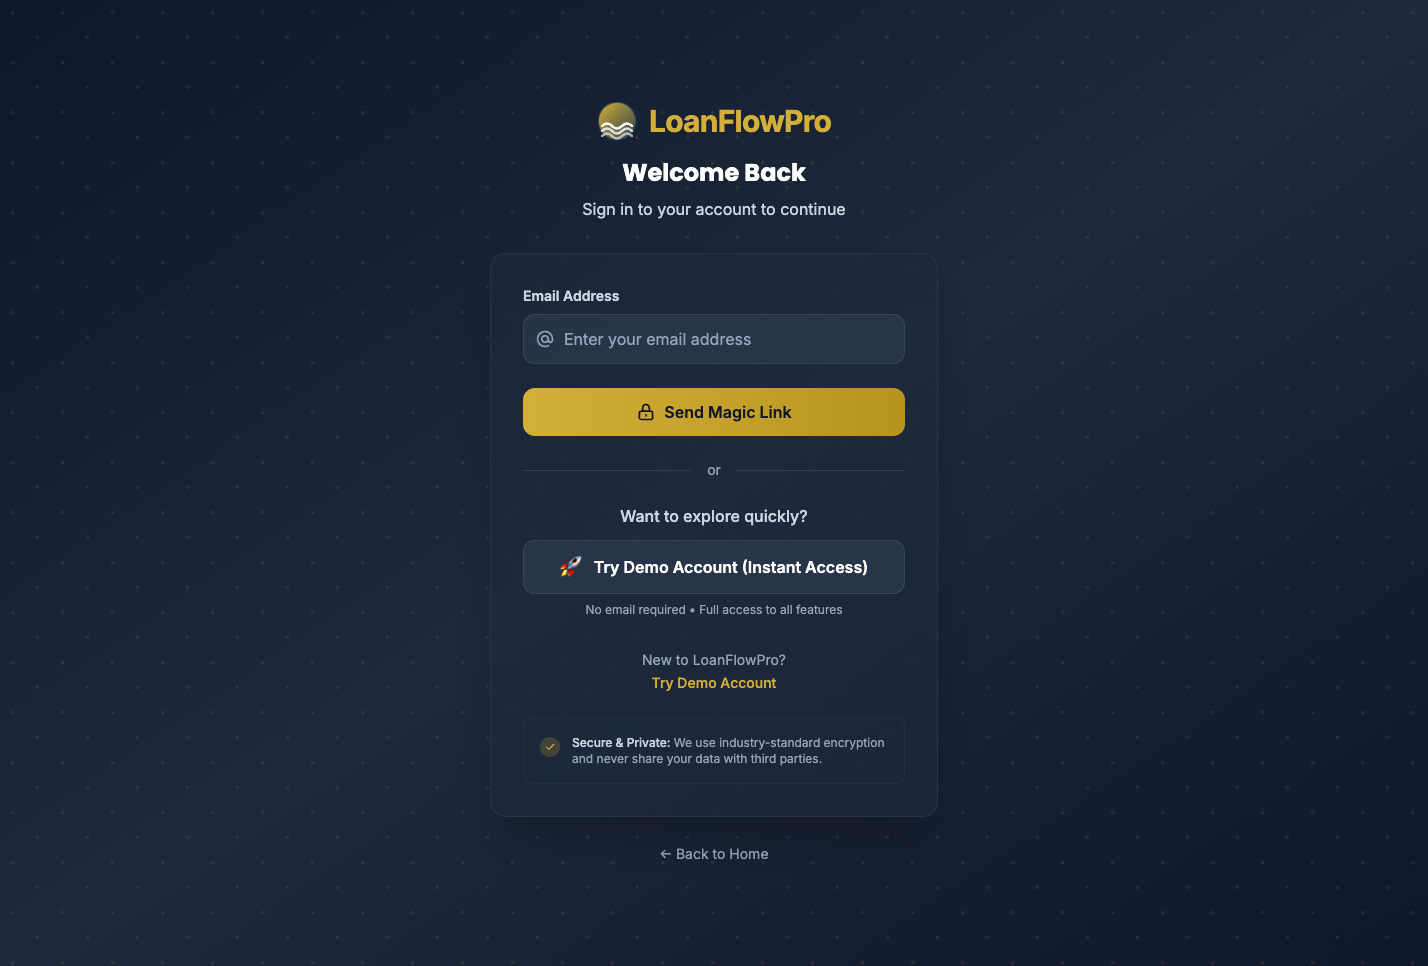 LoanFlowPro
Welcome Back
Sign in to your account to continue
Email Address
Enter your email address
Send Magic Link
or
Want to explore quickly?
🚀 Try Demo Account (Instant Access)
No email required • Full access to all features
New to LoanFlowPro?
Try Demo Account
Secure & Private: We use industry-standard encryption
and never share your data with third parties.
← Back to Home